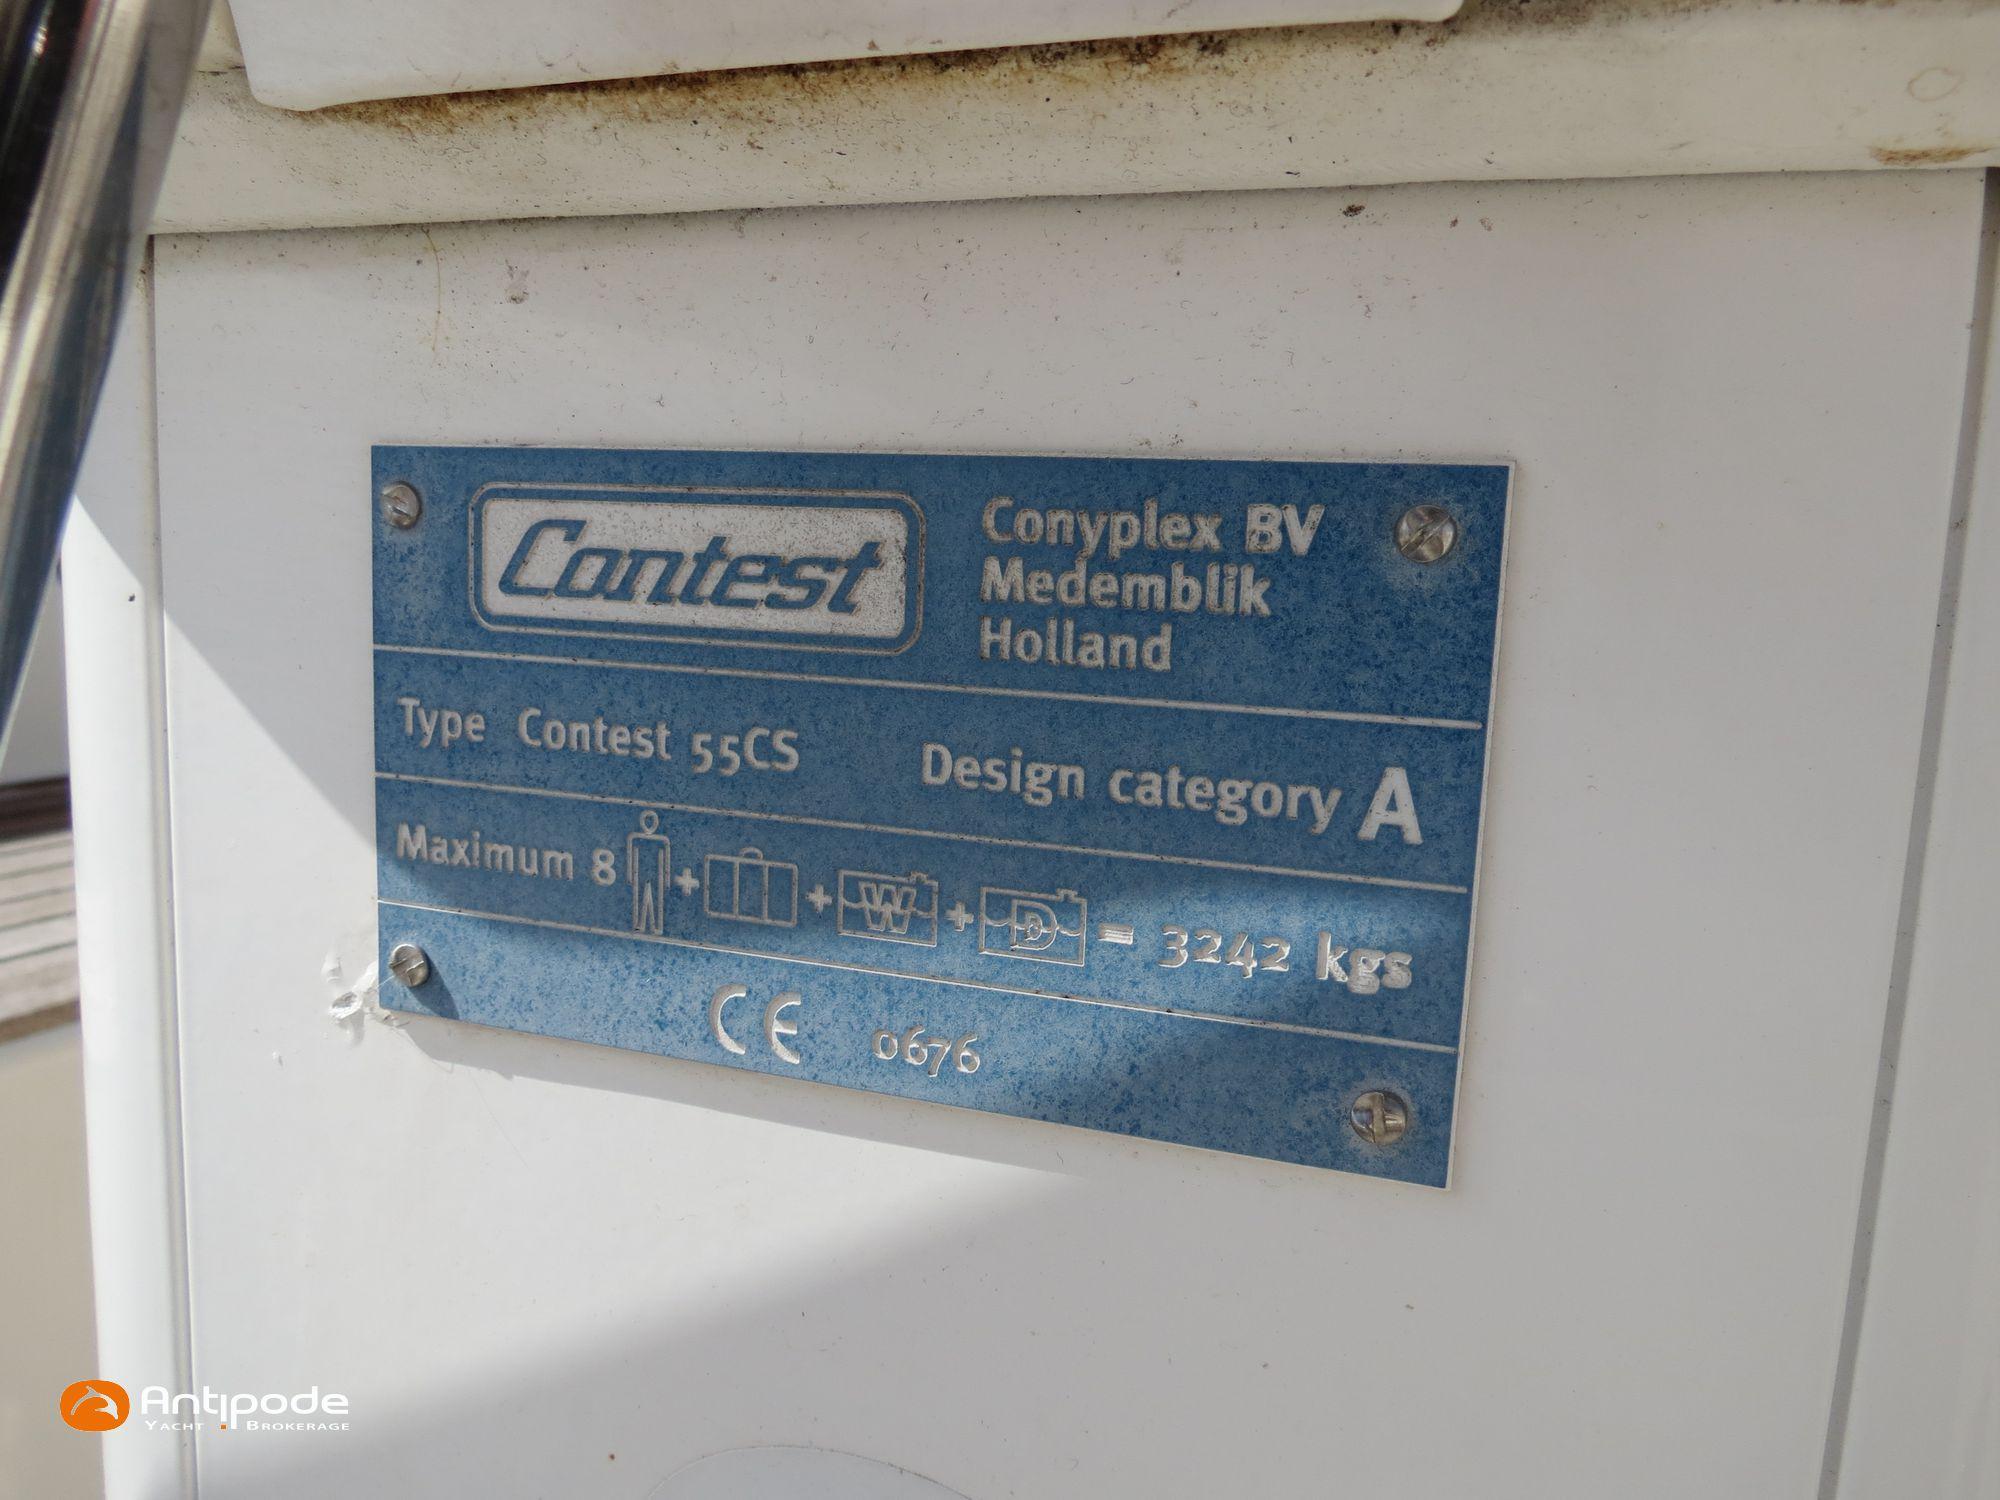 Contest
Conyplex BV
Medemblik
Holland
Type Contest 55CS
Design category A
Maximum 8 + + W + D = 3242 kgs
CE 0676
Antipode
YACHT BROKERAGE